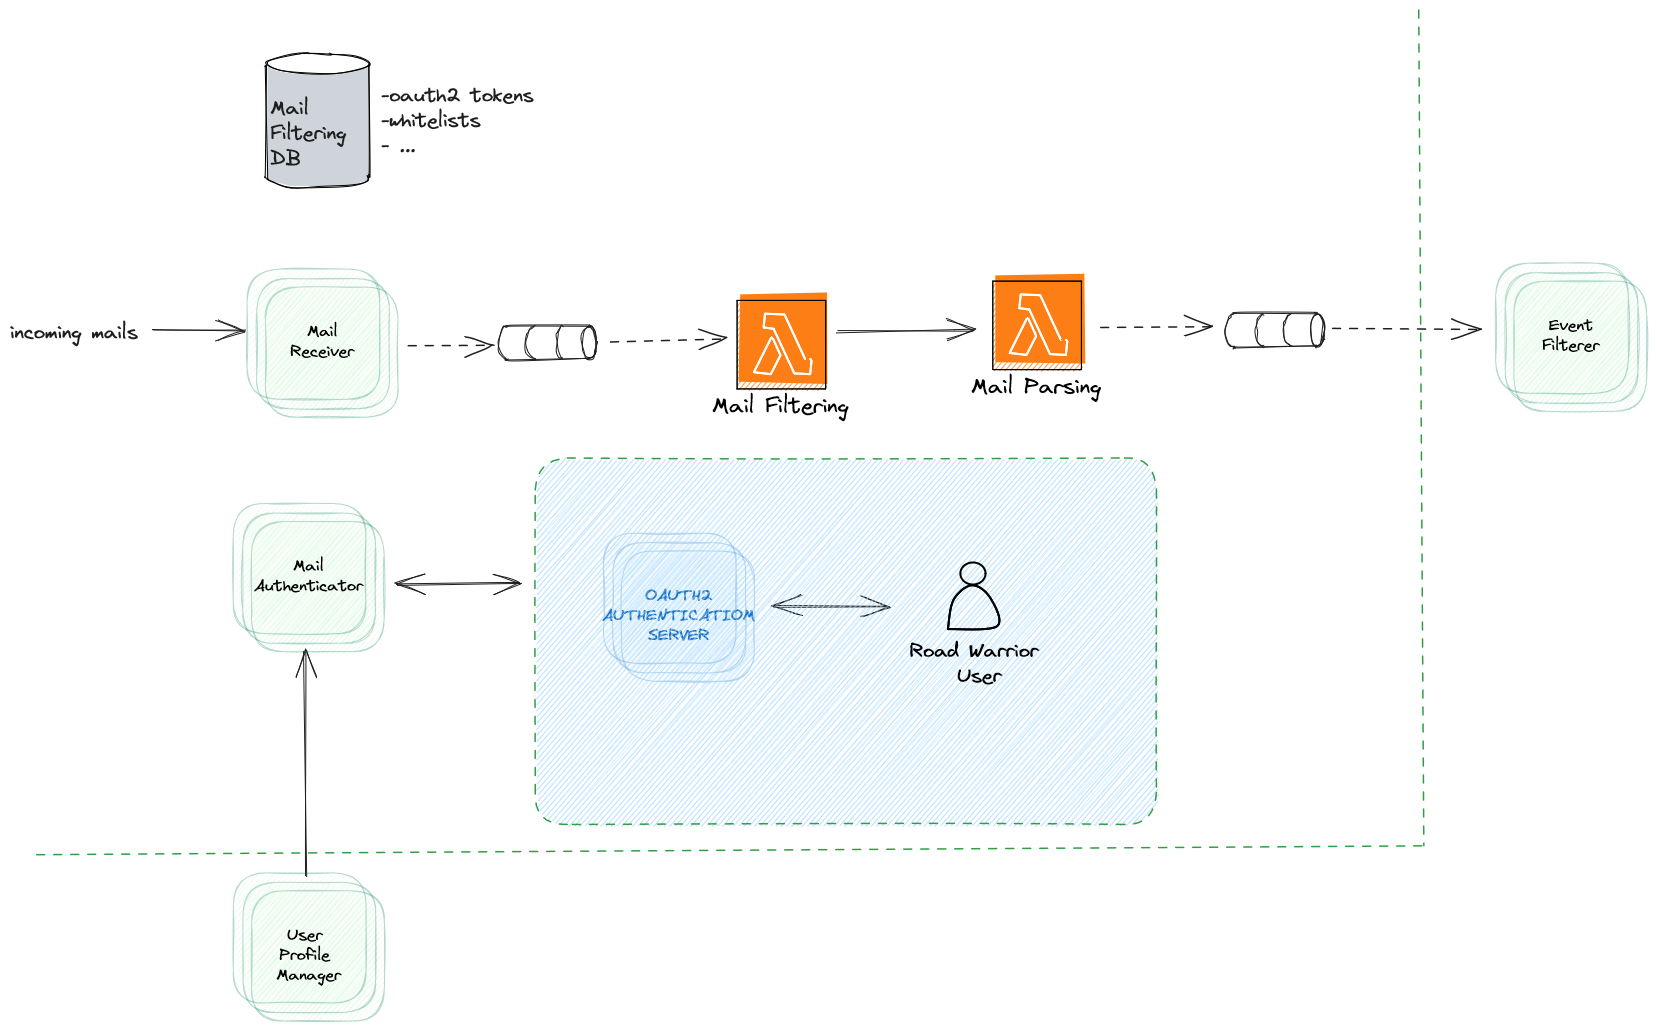 Mail
Filtering
DB
-oauth2 tokens
-whitelists
- ...
incoming mails
Mail
Receiver
Mail Filtering
Mail Parsing
Event
Filterer
Mail
Authenticator
OAUTH2
AUTHENTICATIOM
SERVER
Road Warrior
User
User
Profile
Manager